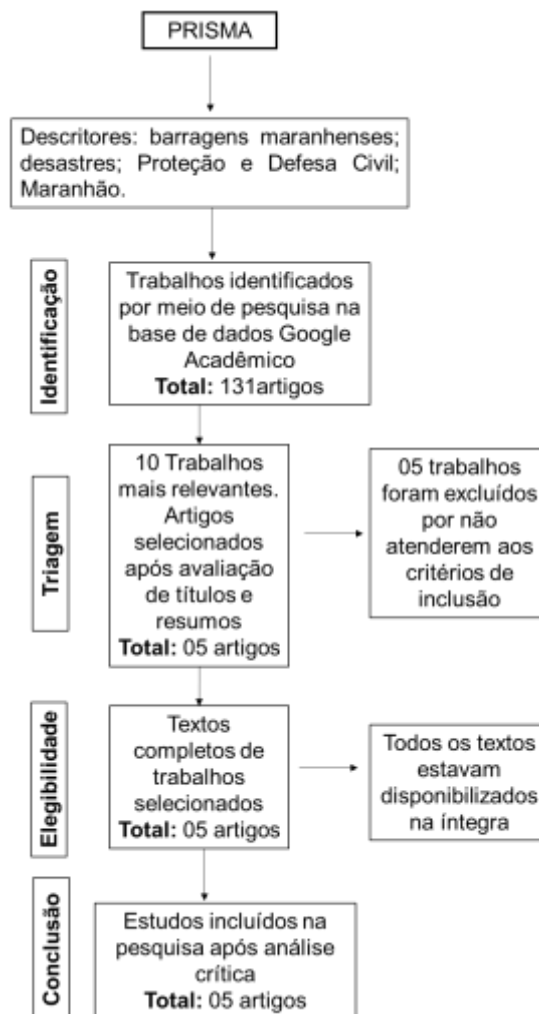 PRISMA
Descritores: barragens maranhenses;
desastres; Proteção e Defesa Civil;
Maranhão.
Identificação
Trabalhos identificados
por meio de pesquisa na
base de dados Google
Acadêmico
Total: 131artigos
Triagem
10 Trabalhos
mais relevantes.
Artigos
selecionados
após avaliação
de títulos e
resumos
Total: 05 artigos
05 trabalhos
foram excluídos
por não
atenderem aos
critérios de
inclusão
Elegibilidade
Textos
completos de
trabalhos
selecionados
Total: 05 artigos
Todos os textos
estavam
disponibilizados
na íntegra
Conclusão
Estudos incluídos na
pesquisa após análise
crítica
Total: 05 artigos